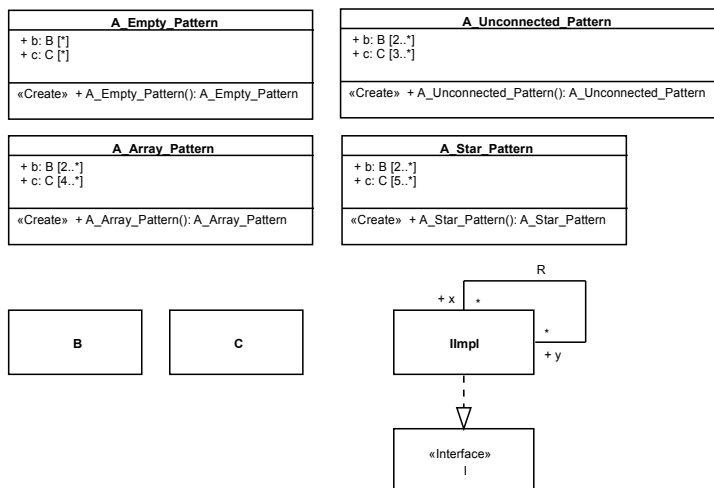 A_Empty_Pattern
+ b: B [*]
+ c: C [*]
«Create» + A_Empty_Pattern(): A_Empty_Pattern
A_Unconnected_Pattern
+ b: B [2..*]
+ c: C [3..*]
«Create» + A_Unconnected_Pattern(): A_Unconnected_Pattern
A_Array_Pattern
+ b: B [2..*]
+ c: C [4..*]
«Create» + A_Array_Pattern(): A_Array_Pattern
A_Star_Pattern
+ b: B [2..*]
+ c: C [5..*]
«Create» + A_Star_Pattern(): A_Star_Pattern
R
+ x
*
B
C
IImpl
*
+ y
«Interface»
I